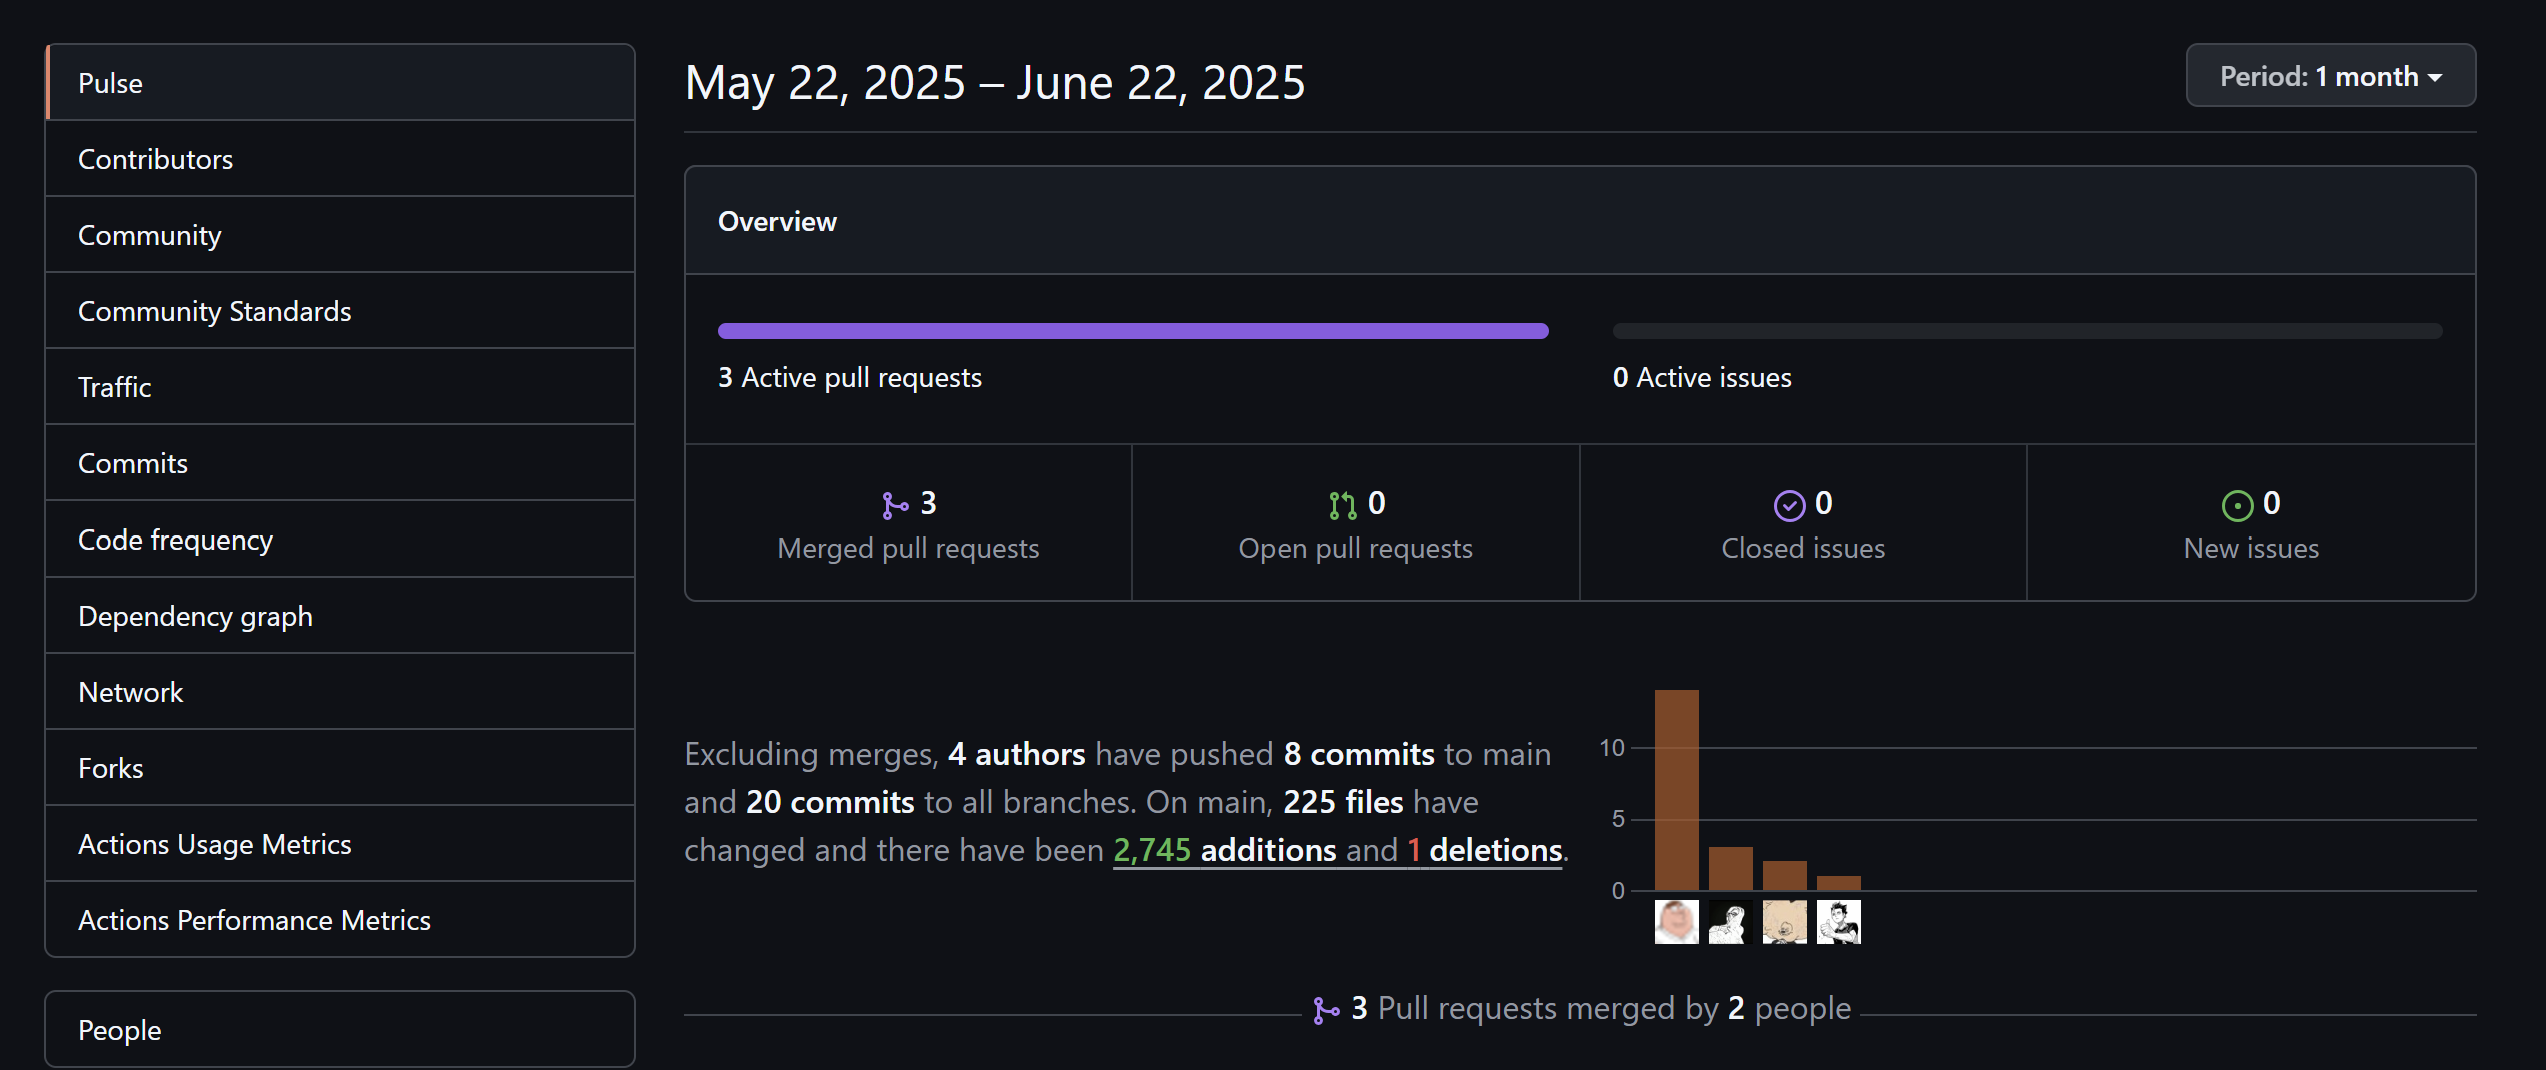 Pulse
Contributors
Community
Community Standards
Traffic
Commits
Code frequency
Dependency graph
Network
Forks
Actions Usage Metrics
Actions Performance Metrics
People
May 22, 2025 – June 22, 2025
Period: 1 month
Overview
3 Active pull requests
0 Active issues
3
Merged pull requests
0
Open pull requests
0
Closed issues
0
New issues
Excluding merges, 4 authors have pushed 8 commits to main
and 20 commits to all branches. On main, 225 files have
changed and there have been 2,745 additions and 1 deletions.
10
5
0
3 Pull requests merged by 2 people